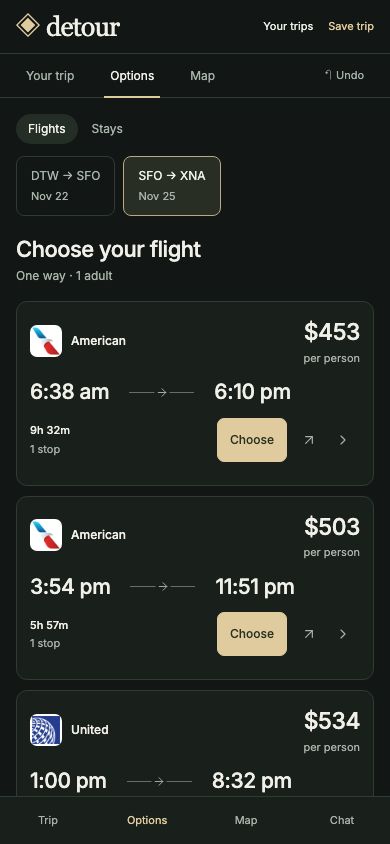 detour
Your trips
Save trip
Your trip
Options
Map
Undo
Flights
Stays
DTW → SFO
Nov 22
SFO → XNA
Nov 25
Choose your flight
One way · 1 adult
American
$453
per person
6:38 am
6:10 pm
9h 32m
1 stop
Choose
American
$503
per person
3:54 pm
11:51 pm
5h 57m
1 stop
Choose
United
$534
per person
1:00 pm
8:32 pm
Trip
Options
Map
Chat